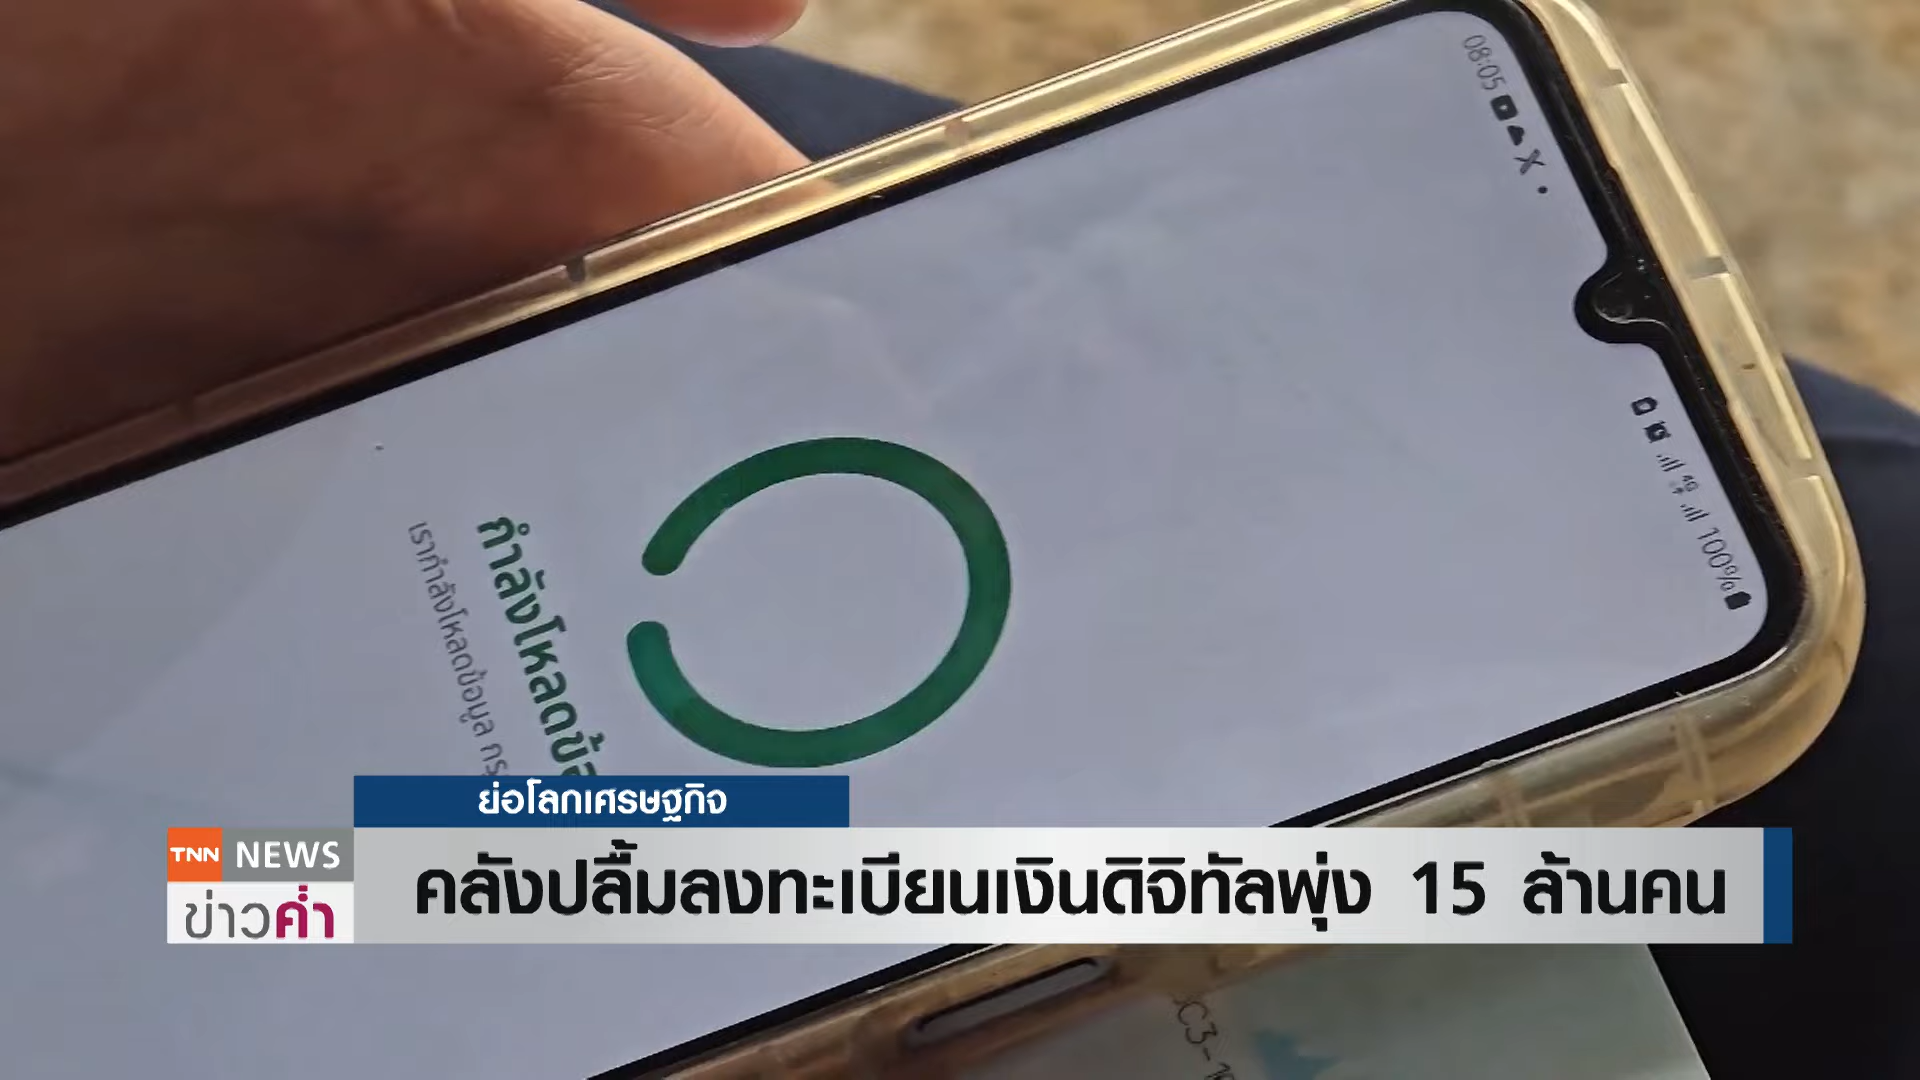 08:05
4G
100%
กำลังโหลดข้อ
เรากำลังโหลดข้อมูล กรุ
ย่อโลกเศรษฐกิจ
TNN NEWS
ข่าวค่ำ
คลังปลื้มลงทะเบียนเงินดิจิทัลพุ่ง 15 ล้านคน